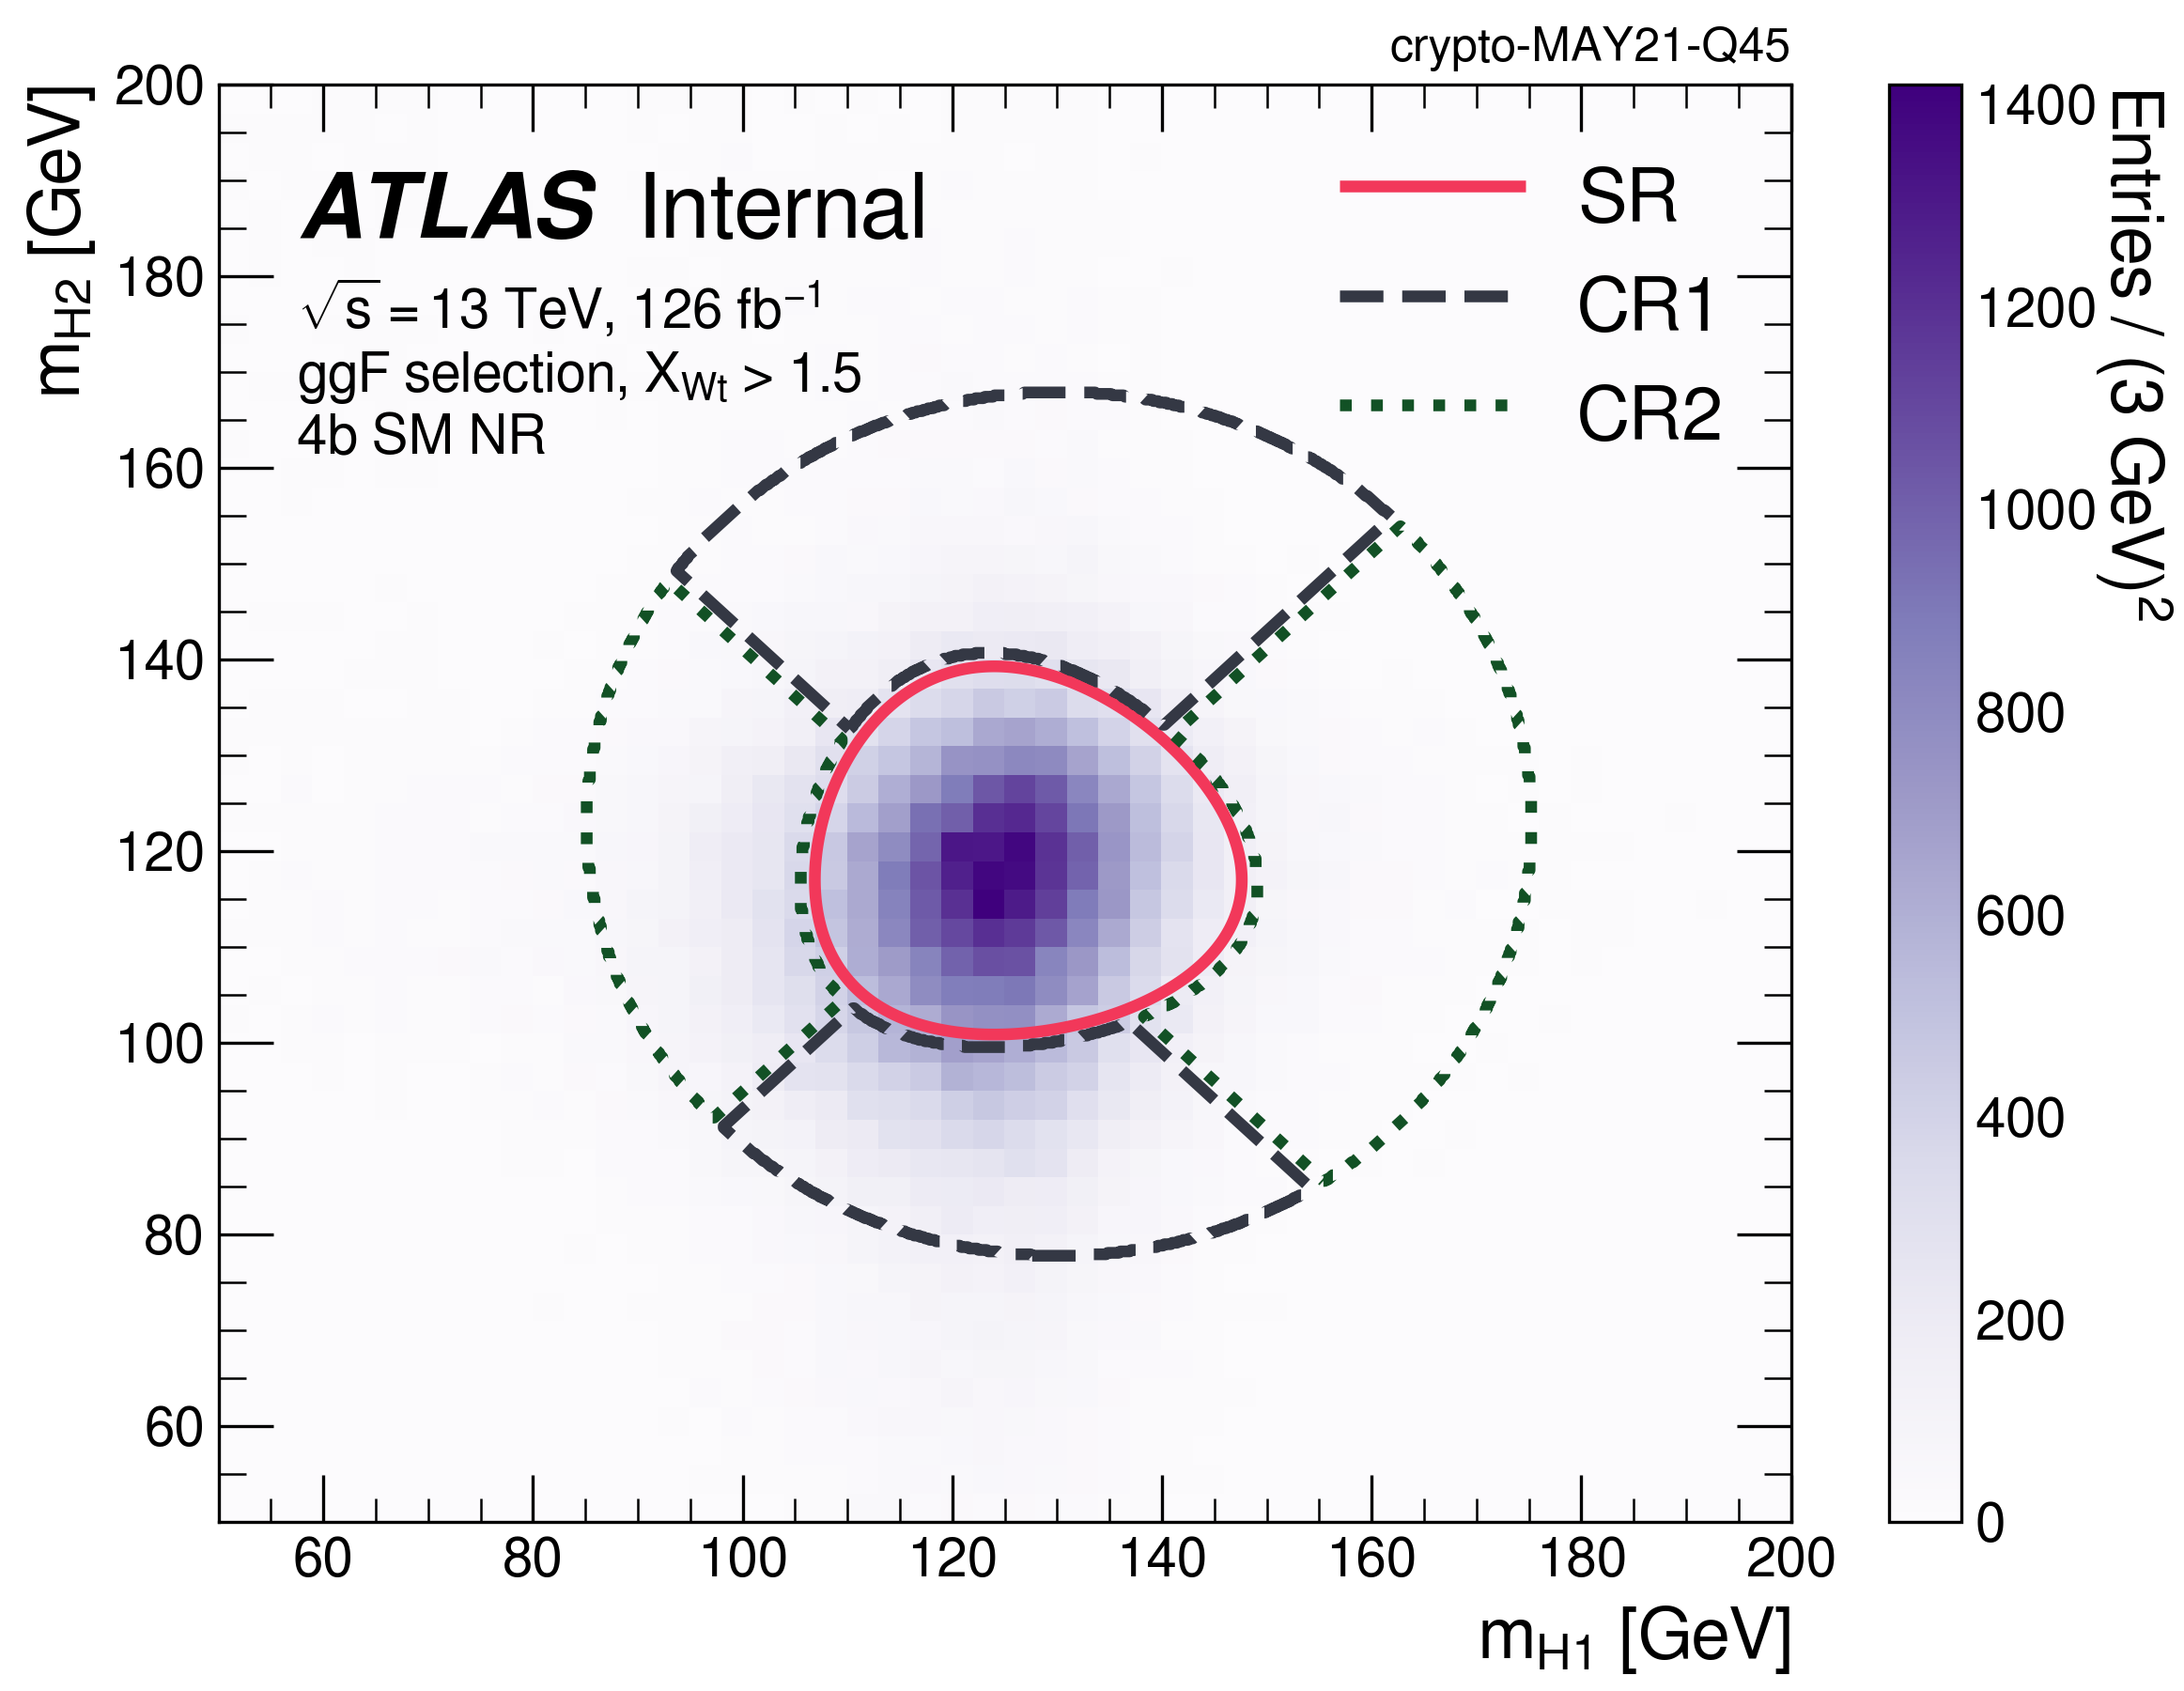 crypto-MAY21-Q45
ATLAS Internal
√s = 13 TeV, 126 fb⁻¹
ggF selection, X_Wt > 1.5
4b SM NR
SR
CR1
CR2
m_H2 [GeV]
200
180
160
140
120
100
80
60
60 80 100 120 140 160 180 200
m_H1 [GeV]
1400
1200
1000
800
600
400
200
0
Entries / (3 GeV)²